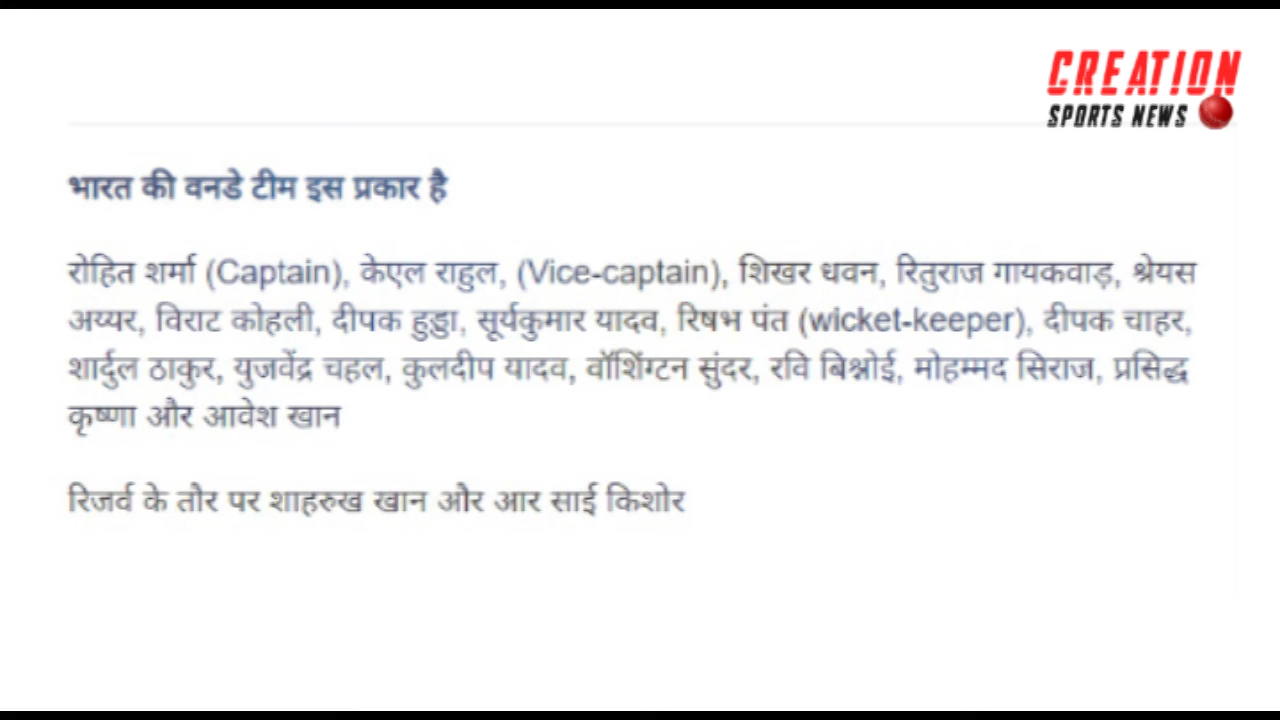 CREATION
SPORTS NEWS
भारत की वनडे टीम इस प्रकार है
रोहित शर्मा (Captain), केएल राहुल, (Vice-captain), शिखर धवन, रितुराज गायकवाड़, श्रेयस
अय्यर, विराट कोहली, दीपक हुड्डा, सूर्यकुमार यादव, रिषभ पंत (wicket-keeper), दीपक चाहर,
शार्दुल ठाकुर, युजवेंद्र चहल, कुलदीप यादव, वॉशिंग्टन सुंदर, रवि बिश्नोई, मोहम्मद सिराज, प्रसिद्ध
कृष्णा और आवेश खान
रिजर्व के तौर पर शाहरुख खान और आर साई किशोर